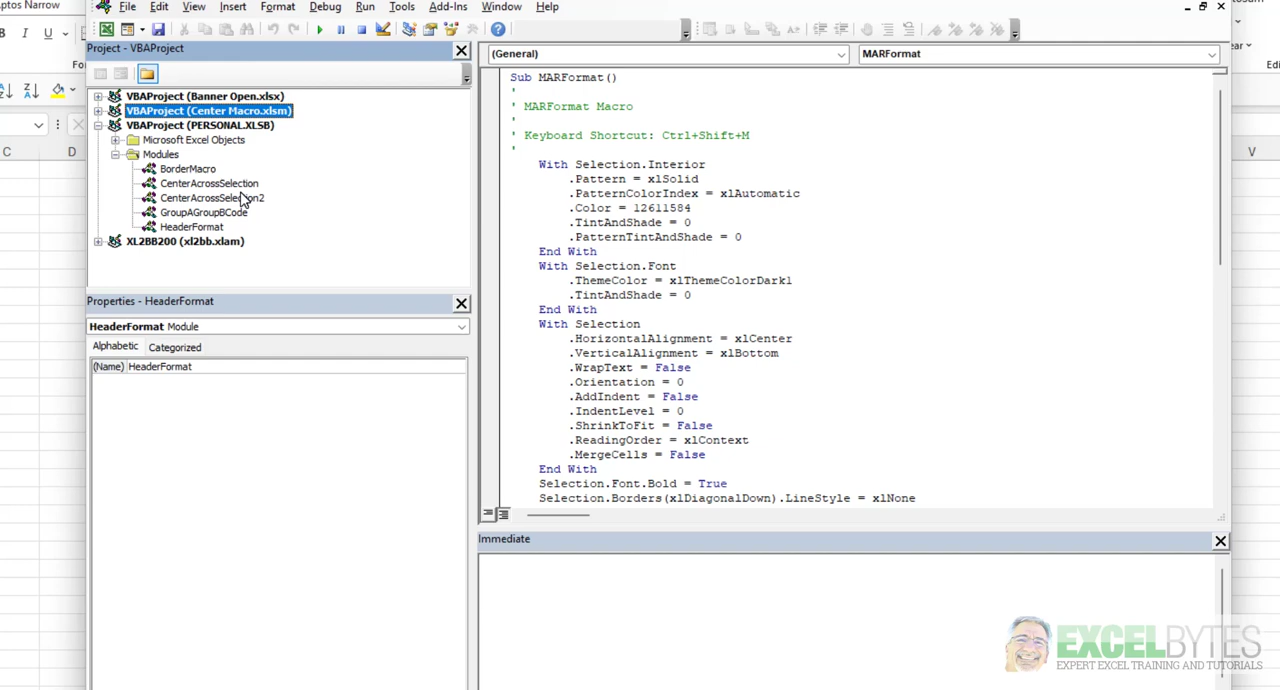 Aptos Narrow
File Edit View Insert Format Debug Run Tools Add-Ins Window Help
B I U
Project - VBAProject
(General) MARFormat
VBAProject (Banner Open.xlsx)
VBAProject (Center Macro.xlsm)
VBAProject (PERSONAL.XLSB)
Microsoft Excel Objects
Modules
BorderMacro
CenterAcrossSelection
CenterAcrossSelection2
GroupAGroupBCode
HeaderFormat
XL2BB200 (xl2bb.xlam)
C D
V
Properties - HeaderFormat
HeaderFormat Module
Alphabetic Categorized
(Name) HeaderFormat
Sub MARFormat()
'
' MARFormat Macro
'
' Keyboard Shortcut: Ctrl+Shift+M
'
With Selection.Interior
.Pattern = xlSolid
.PatternColorIndex = xlAutomatic
.Color = 12611584
.TintAndShade = 0
.PatternTintAndShade = 0
End With
With Selection.Font
.ThemeColor = xlThemeColorDark1
.TintAndShade = 0
End With
With Selection
.HorizontalAlignment = xlCenter
.VerticalAlignment = xlBottom
.WrapText = False
.Orientation = 0
.AddIndent = False
.IndentLevel = 0
.ShrinkToFit = False
.ReadingOrder = xlContext
.MergeCells = False
End With
Selection.Font.Bold = True
Selection.Borders(xlDiagonalDown).LineStyle = xlNone
Immediate
EXCELBYTES
EXPERT EXCEL TRAINING AND TUTORIALS